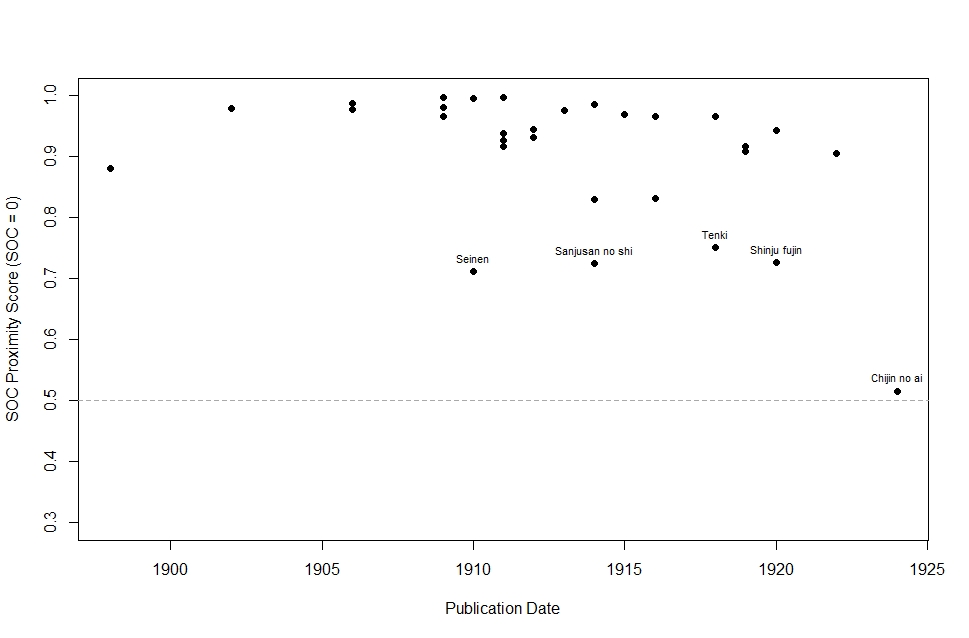 SOC Proximity Score (SOC = 0)
1.0
0.9
0.8
0.7
0.6
0.5
0.4
0.3
Tenki
Seinen
Sanjusan no shi
Shinju fujin
Chijin no ai
1900
1905
1910
1915
1920
1925
Publication Date